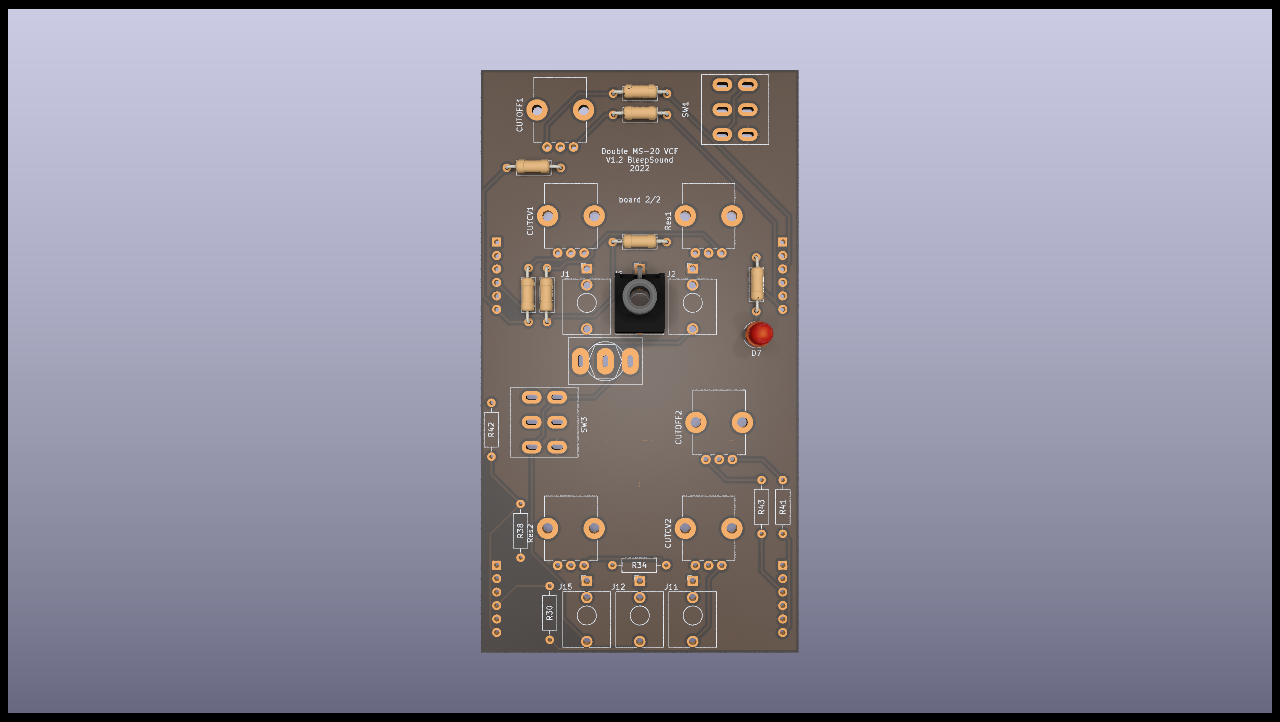 CUTOFF1
SW1
Double MS-20 VCF
V1.2 BleepSound
2022
board 2/2
CUTCV1
Res1
J1
J2
D7
R42
SW3
CUTOFF2
R43
R41
R38
Res2
CUTCV2
R34
J15
J12
J11
R30